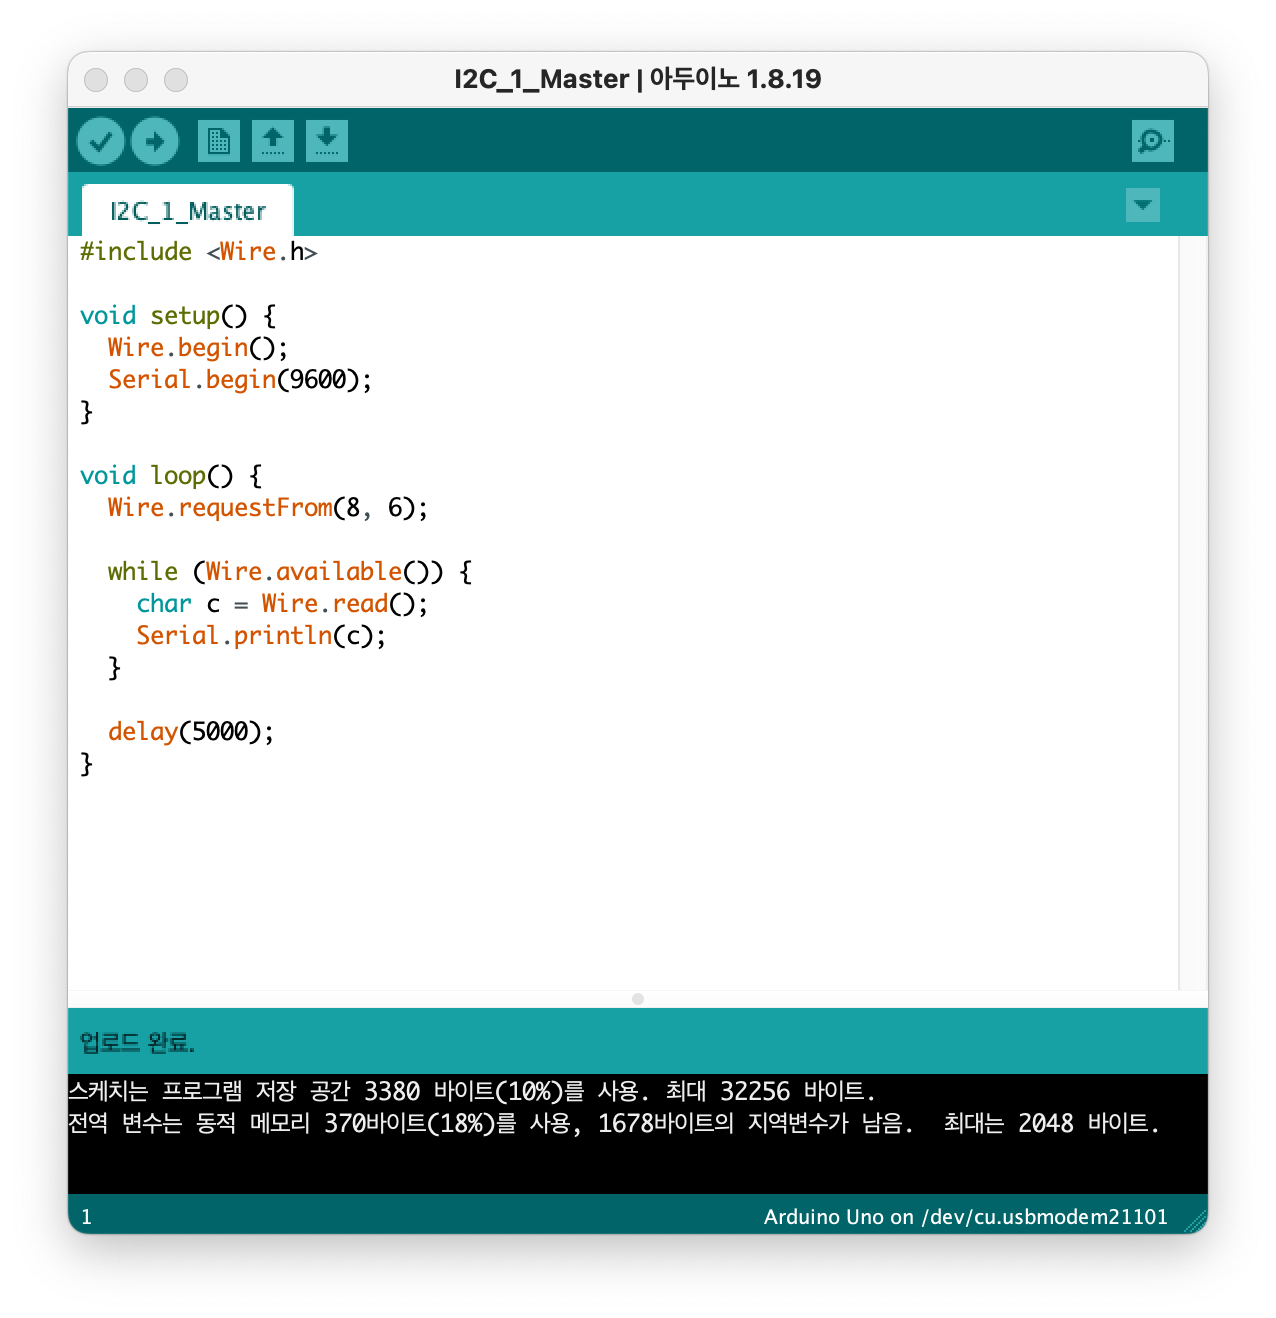 I2C_1_Master | 아두이노 1.8.19
I2C_1_Master
#include <Wire.h>
void setup() {
  Wire.begin();
  Serial.begin(9600);
}
void loop() {
  Wire.requestFrom(8, 6);
  while (Wire.available()) {
    char c = Wire.read();
    Serial.println(c);
  }
  delay(5000);
}
업로드 완료.
스케치는 프로그램 저장 공간 3380 바이트(10%)를 사용. 최대 32256 바이트.
전역 변수는 동적 메모리 370바이트(18%)를 사용, 1678바이트의 지역변수가 남음.  최대는 2048 바이트.
1
Arduino Uno on /dev/cu.usbmodem21101